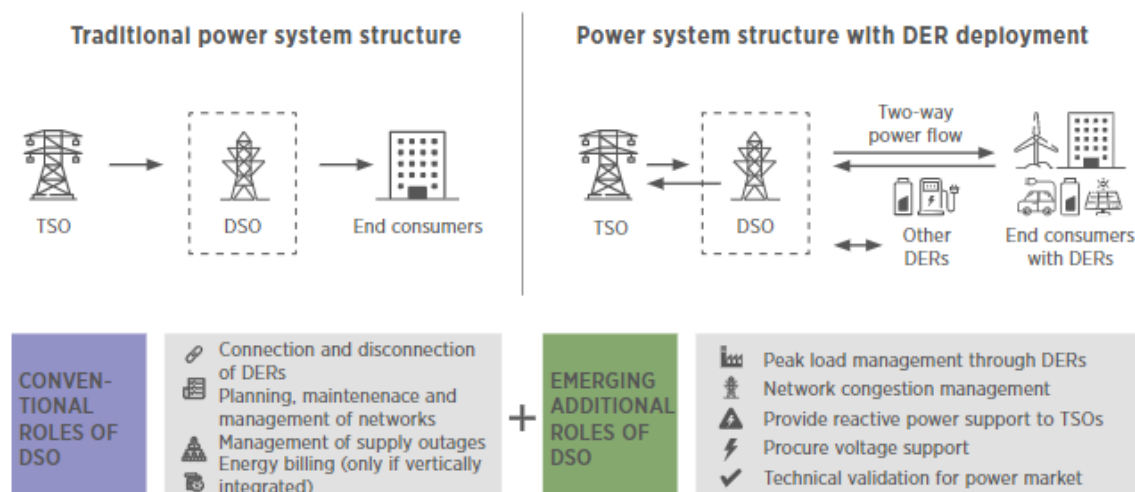 Traditional power system structure
Power system structure with DER deployment
TSO
DSO
End consumers
Two-way
power flow
TSO
DSO
Other
DERs
End consumers
with DERs
CONVEN-
TIONAL
ROLES OF
DSO
Connection and disconnection
of DERs
Planning, maintenenace and
management of networks
Management of supply outages
Energy billing (only if vertically
integrated)
+
EMERGING
ADDITIONAL
ROLES OF
DSO
Peak load management through DERs
Network congestion management
Provide reactive power support to TSOs
Procure voltage support
Technical validation for power market